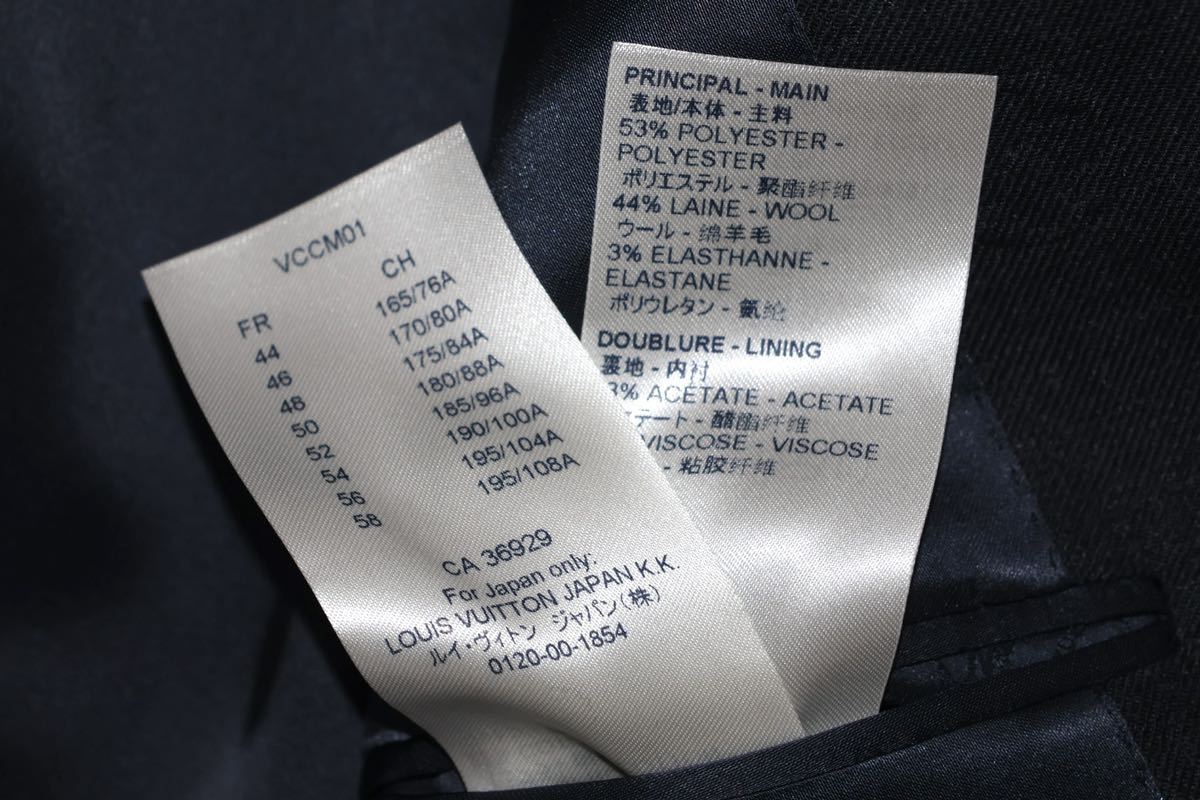 VCCM01
FR CH
44 165/76A
46 170/80A
48 175/84A
50 180/88A
52 185/96A
54 190/100A
56 195/104A
58 195/108A
CA 36929
For Japan only:
LOUIS VUITTON JAPAN K.K.
ルイ・ヴィトン ジャパン(株)
0120-00-1854
PRINCIPAL - MAIN
表地/本体 - 主料
53% POLYESTER -
POLYESTER
ポリエステル - 聚酯纤维
44% LAINE - WOOL
ウール - 绵羊毛
3% ELASTHANNE -
ELASTANE
ポリウレタン - 氨纶
DOUBLURE - LINING
裏地 - 内衬
% ACETATE - ACETATE
テート - 醋酯纤维
VISCOSE - VISCOSE
- 粘胶纤维